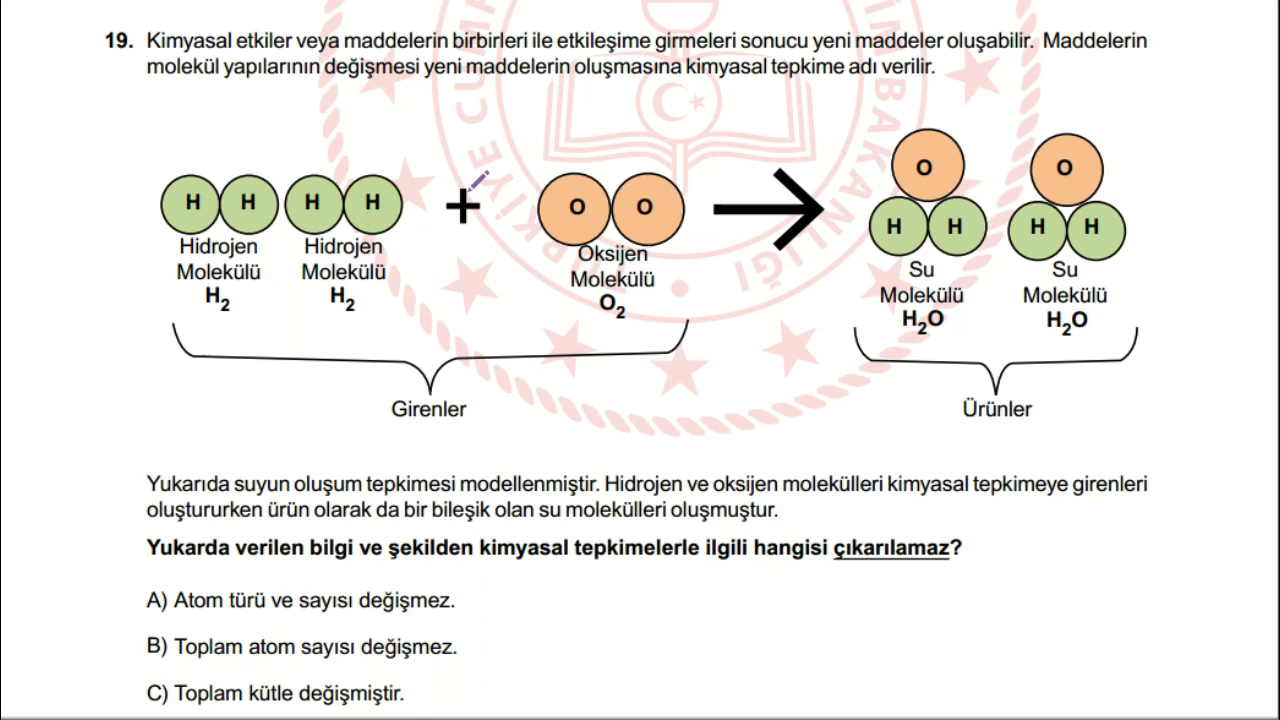 19. Kimyasal etkiler veya maddelerin birbirleri ile etkileşime girmeleri sonucu yeni maddeler oluşabilir. Maddelerin
molekül yapılarının değişmesi yeni maddelerin oluşmasına kimyasal tepkime adı verilir.
H H H H + O O O H H O H H
Hidrojen Molekülü H₂
Hidrojen Molekülü H₂
Oksijen Molekülü O₂
Su Molekülü H₂O
Su Molekülü H₂O
Girenler
Ürünler
Yukarıda suyun oluşum tepkimesi modellenmiştir. Hidrojen ve oksijen molekülleri kimyasal tepkimeye girenleri
oluştururken ürün olarak da bir bileşik olan su molekülleri oluşmuştur.
Yukarda verilen bilgi ve şekilden kimyasal tepkimelerle ilgili hangisi çıkarılamaz?
A) Atom türü ve sayısı değişmez.
B) Toplam atom sayısı değişmez.
C) Toplam kütle değişmiştir.